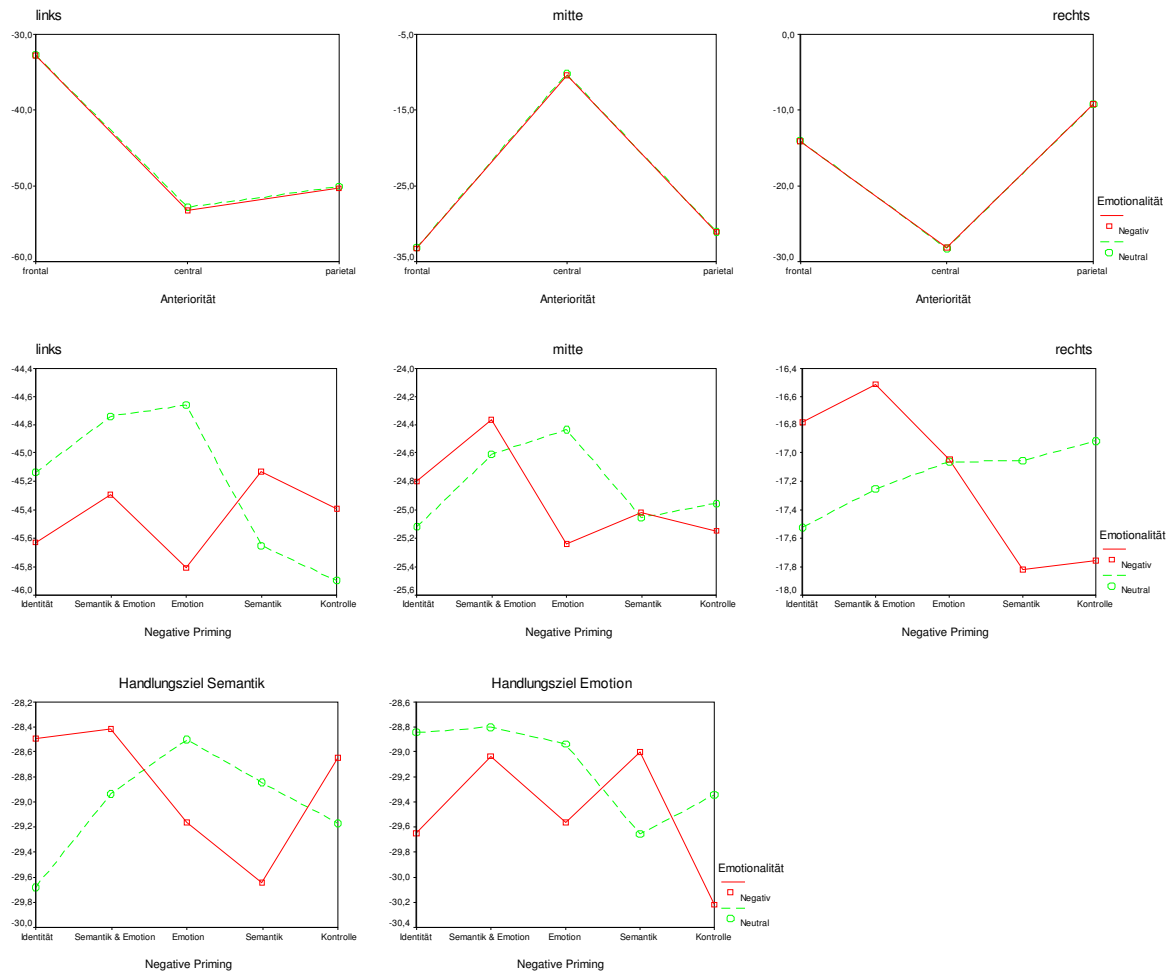 links
mitte
rechts
-30,0
-40,0
-50,0
-60,0
frontal
central
parietal
Anteriorität
-5,0
-15,0
-25,0
-35,0
frontal
central
parietal
Anteriorität
0,0
-10,0
-20,0
-30,0
frontal
central
parietal
Anteriorität
Emotionalität
Negativ
Neutral
links
mitte
rechts
-44,4
-44,6
-44,8
-45,0
-45,2
-45,4
-45,6
-45,8
-46,0
Identität
Semantik & Emotion
Emotion
Semantik
Kontrolle
Negative Priming
-24,0
-24,2
-24,4
-24,6
-24,8
-25,0
-25,2
-25,4
-25,6
Identität
Semantik & Emotion
Emotion
Semantik
Kontrolle
Negative Priming
-16,4
-16,6
-16,8
-17,0
-17,2
-17,4
-17,6
-17,8
-18,0
Identität
Semantik & Emotion
Emotion
Semantik
Kontrolle
Negative Priming
Emotionalität
Negativ
Neutral
Handlungsziel Semantik
Handlungsziel Emotion
-28,2
-28,4
-28,6
-28,8
-29,0
-29,2
-29,4
-29,6
-29,8
-30,0
Identität
Semantik & Emotion
Emotion
Semantik
Kontrolle
Negative Priming
-28,6
-28,8
-29,0
-29,2
-29,4
-29,6
-29,8
-30,0
-30,2
-30,4
Identität
Semantik & Emotion
Emotion
Semantik
Kontrolle
Negative Priming
Emotionalität
Negativ
Neutral